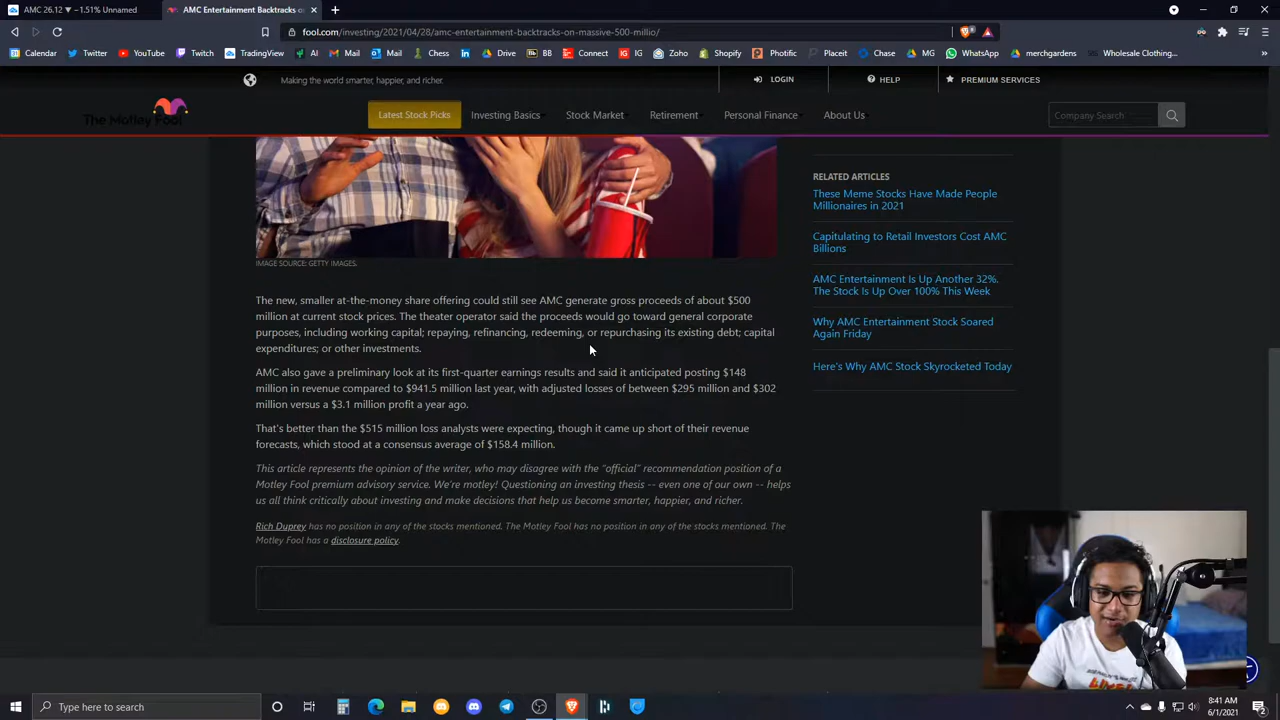 AMC 26.12 ▼ −1.51% Unnamed
AMC Entertainment Backtracks o
fool.com/investing/2021/04/28/amc-entertainment-backtracks-on-massive-500-millio/
Calendar Twitter YouTube Twitch TradingView AI Mail M LinkedIn Drive BB Connect IG Zoho Shopify Photific Placeit Chase merchgardens WhatsApp Wholesale Clothing...
Making the world smarter, happier, and richer.
LOGIN
HELP
PREMIUM SERVICES
The Motley Fool
Latest Stock Picks Investing Basics Stock Market Retirement Personal Finance About Us
Company Search
IMAGE SOURCE: GETTY IMAGES.
The new, smaller at-the-money share offering could still see AMC generate gross proceeds of about $500
million at current stock prices. The theater operator said the proceeds would go toward general corporate
purposes, including working capital; repaying, refinancing, redeeming, or repurchasing its existing debt; capital
expenditures; or other investments.
AMC also gave a preliminary look at its first-quarter earnings results and said it anticipated posting $148
million in revenue compared to $941.5 million last year, with adjusted losses of between $295 million and $302
million versus a $3.1 million profit a year ago.
That's better than the $515 million loss analysts were expecting, though it came up short of their revenue
forecasts, which stood at a consensus average of $158.4 million.
This article represents the opinion of the writer, who may disagree with the “official” recommendation position of a
Motley Fool premium advisory service. We're motley! Questioning an investing thesis -- even one of our own -- helps
us all think critically about investing and make decisions that help us become smarter, happier, and richer.
Rich Duprey has no position in any of the stocks mentioned. The Motley Fool has no position in any of the stocks mentioned. The
Motley Fool has a disclosure policy.
RELATED ARTICLES
These Meme Stocks Have Made People
Millionaires in 2021
Capitulating to Retail Investors Cost AMC
Billions
AMC Entertainment Is Up Another 32%.
The Stock Is Up Over 100% This Week
Why AMC Entertainment Stock Soared
Again Friday
Here's Why AMC Stock Skyrocketed Today
Type here to search
8:41 AM
6/1/2021